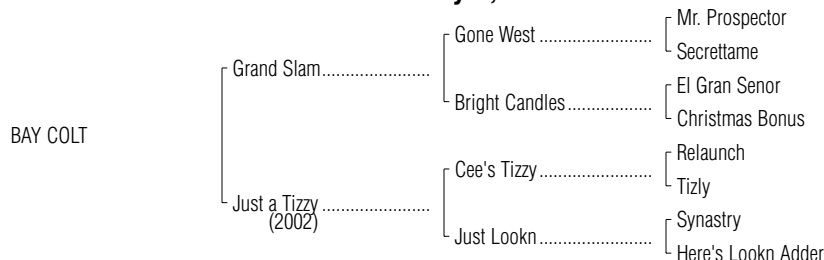 Mr. Prospector
Gone West
Secrettame
Grand Slam
El Gran Senor
Bright Candles
Christmas Bonus
BAY COLT
Relaunch
Cee's Tizzy
Tizly
Just a Tizzy
(2002)
Synastry
Just Lookn
Here's Lookn Adder